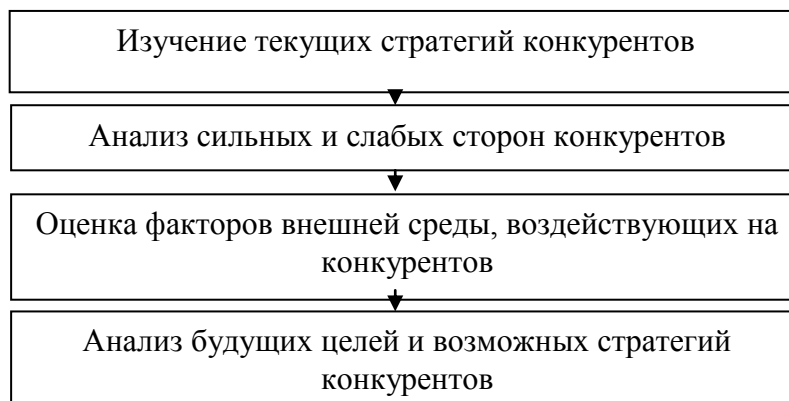 Изучение текущих стратегий конкурентов
Анализ сильных и слабых сторон конкурентов
Оценка факторов внешней среды, воздействующих на
конкурентов
Анализ будущих целей и возможных стратегий
конкурентов